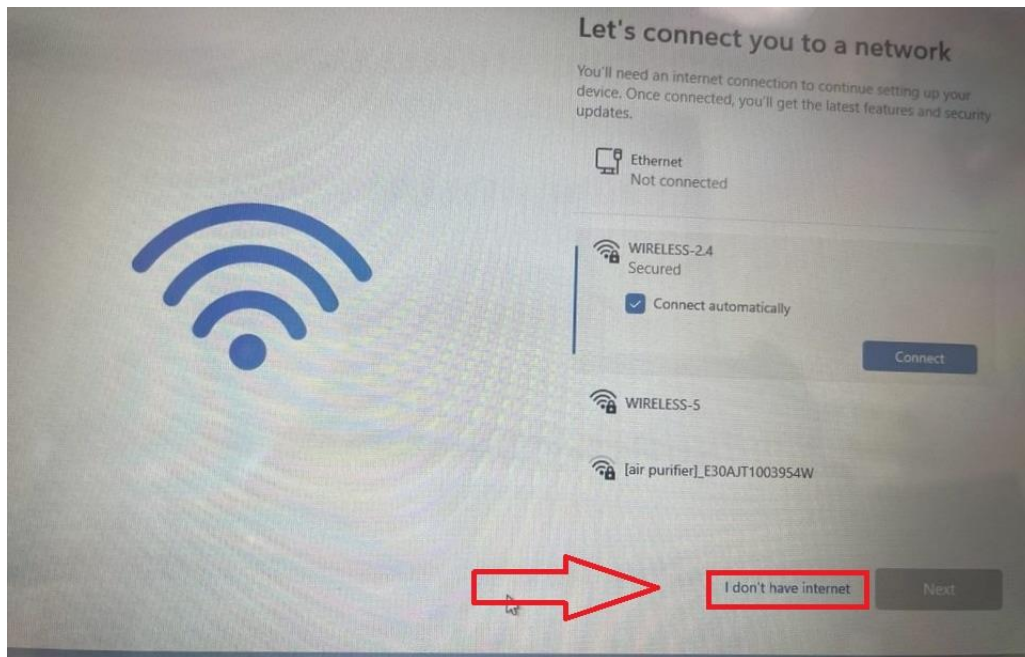 Let's connect you to a network
You'll need an internet connection to continue setting up your
device. Once connected, you'll get the latest features and security
updates.
Ethernet
Not connected
WIRELESS-2.4
Secured
Connect automatically
Connect
WIRELESS-5
[air purifier]_E30AJT1003954W
I don't have internet
Next